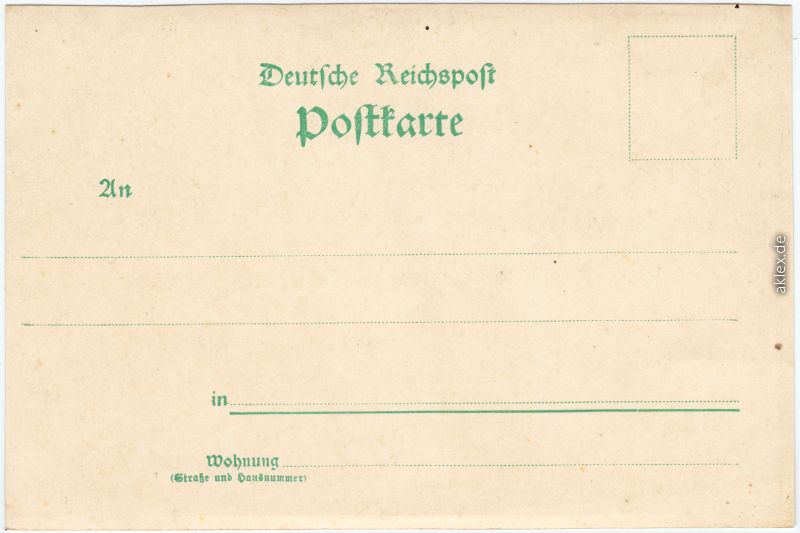 Deutsche Reichspost
Postkarte
An
in
Wohnung
(Straße und Hausnummer)
aklex.de